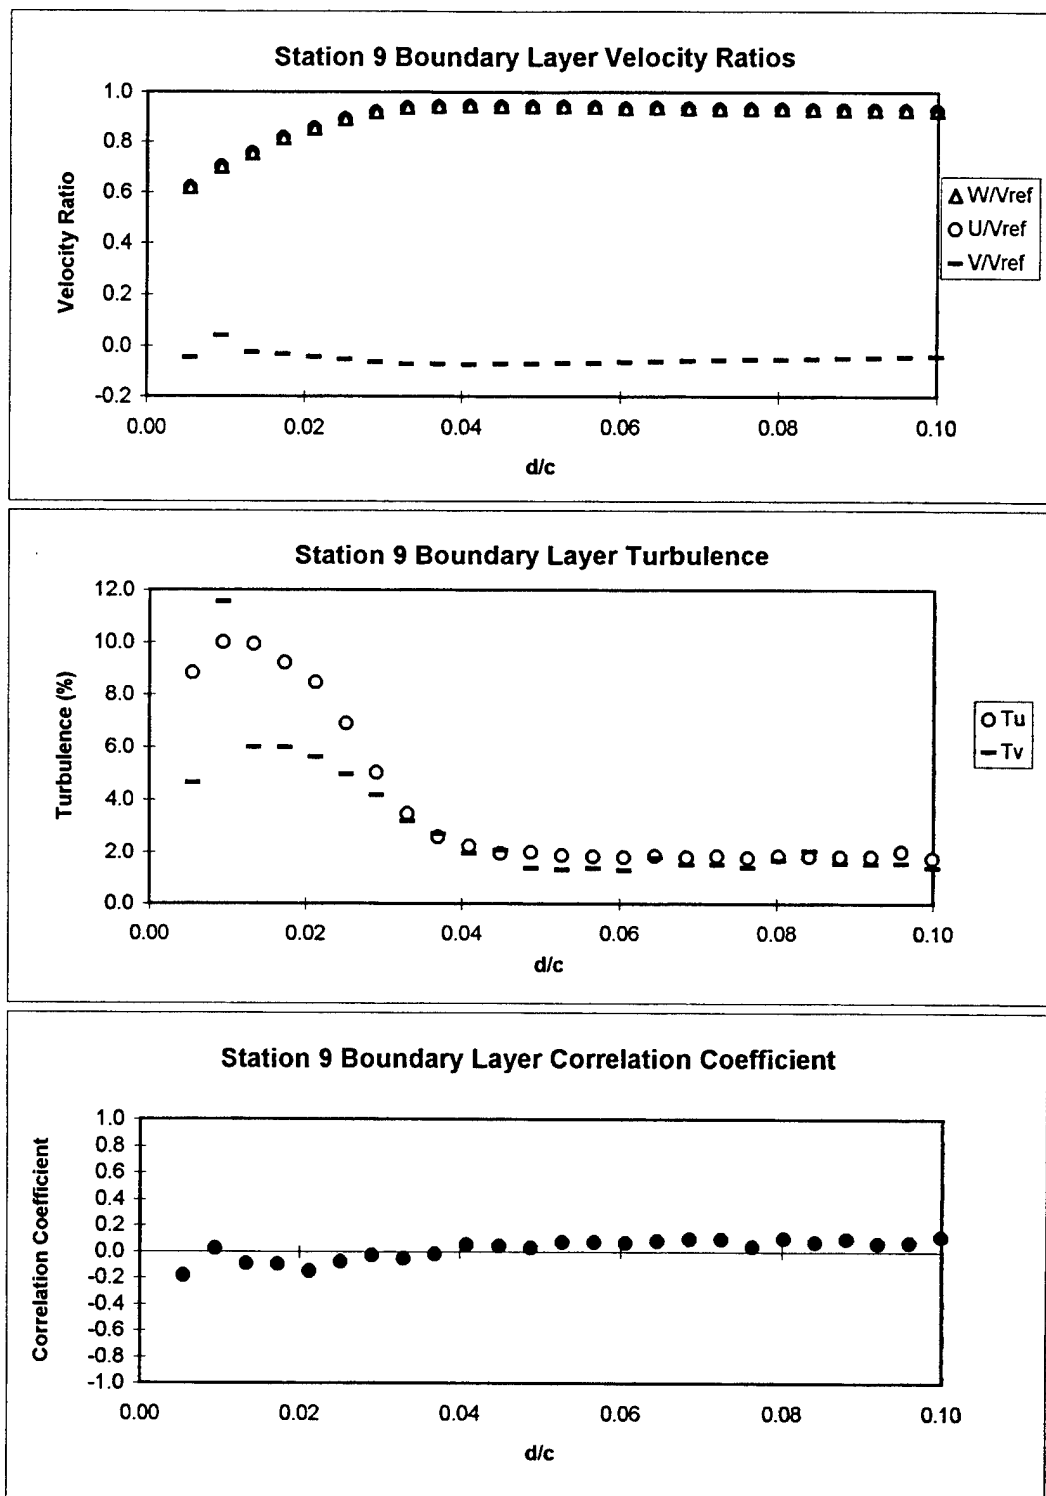 Station 9 Boundary Layer Velocity Ratios
1.0
0.8
0.6
0.4
0.2
0.0
-0.2
Velocity Ratio
0.00 0.02 0.04 0.06 0.08 0.10
d/c
W/Vref
U/Vref
V/Vref
Station 9 Boundary Layer Turbulence
12.0
10.0
8.0
6.0
4.0
2.0
0.0
Turbulence (%)
0.00 0.02 0.04 0.06 0.08 0.10
d/c
Tu
Tv
Station 9 Boundary Layer Correlation Coefficient
1.0
0.8
0.6
0.4
0.2
0.0
-0.2
-0.4
-0.6
-0.8
-1.0
Correlation Coefficient
0.00 0.02 0.04 0.06 0.08 0.10
d/c